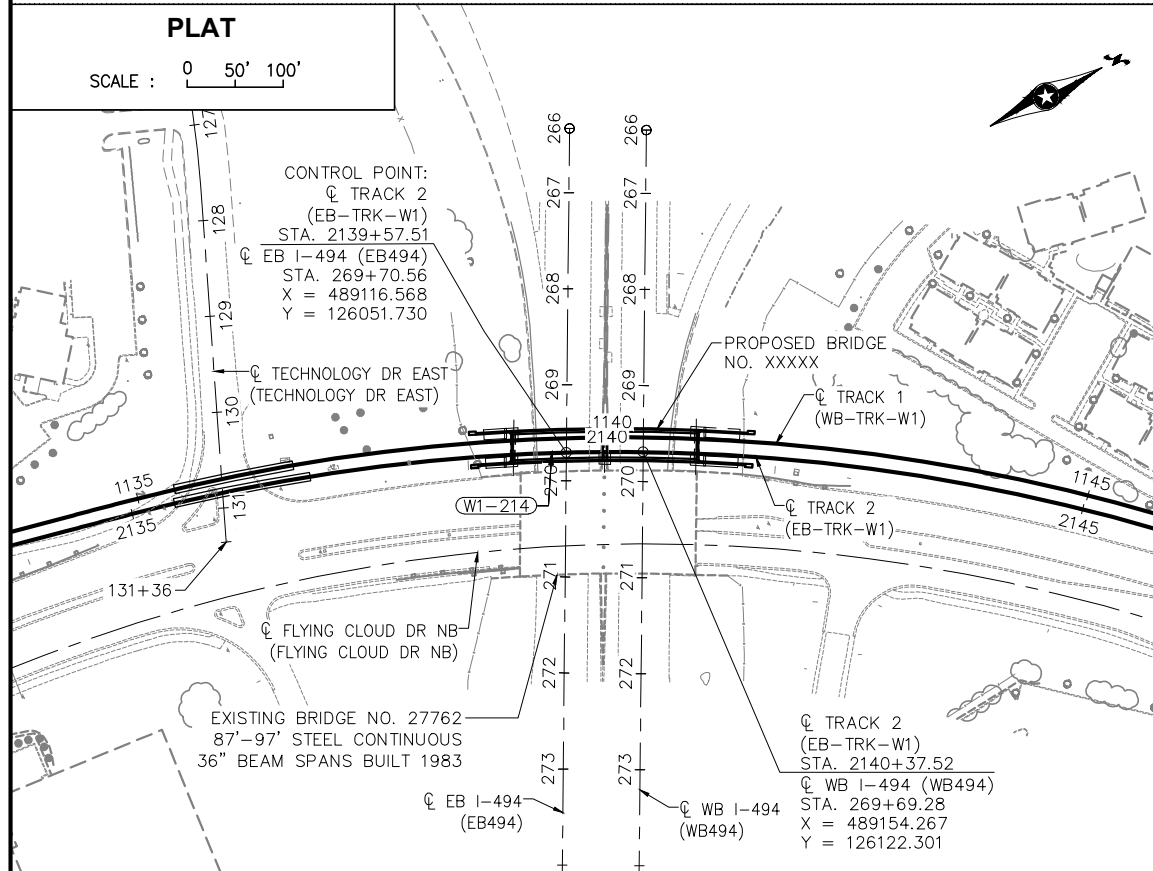 PLAT
SCALE : 0 50' 100'
127
128
129
130
131
131+36
266
267
268
269
270
271
272
273
266
267
268
269
270
271
272
273
CONTROL POINT:
℄ TRACK 2
(EB-TRK-W1)
STA. 2139+57.51
℄ EB I-494 (EB494)
STA. 269+70.56
X = 489116.568
Y = 126051.730
℄ TECHNOLOGY DR EAST
(TECHNOLOGY DR EAST)
PROPOSED BRIDGE
NO. XXXXX
℄ TRACK 1
(WB-TRK-W1)
1140
2140
1135
2135
1145
2145
W1-214
℄ TRACK 2
(EB-TRK-W1)
℄ FLYING CLOUD DR NB
(FLYING CLOUD DR NB)
EXISTING BRIDGE NO. 27762
87'-97' STEEL CONTINUOUS
36" BEAM SPANS BUILT 1983
℄ EB I-494
(EB494)
℄ WB I-494
(WB494)
℄ TRACK 2
(EB-TRK-W1)
STA. 2140+37.52
℄ WB I-494 (WB494)
STA. 269+69.28
X = 489154.267
Y = 126122.301
N